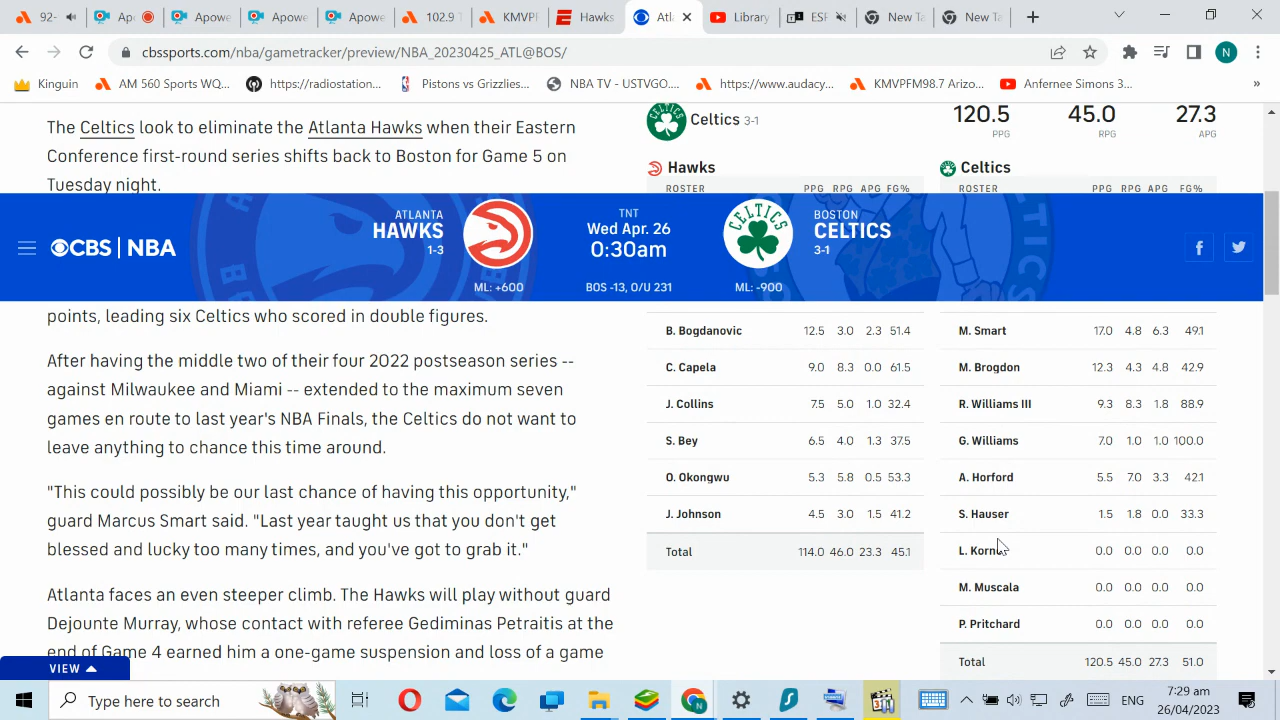 92-
Apowe
Apowe
Apowe
102.9 T
KMVP
Hawks
Atla
Library
ESP
New Ta
New Ta
cbssports.com/nba/gametracker/preview/NBA_20230425_ATL@BOS/
N
Kinguin
AM 560 Sports WQ...
https://radiostation...
Pistons vs Grizzlies...
NBA TV - USTVGO...
https://www.audacy...
KMVPFM98.7 Arizo...
Anfernee Simons 3...
»
The Celtics look to eliminate the Atlanta Hawks when their Eastern
Conference first-round series shifts back to Boston for Game 5 on
Tuesday night.
CELTICS
Celtics 3-1
120.5 45.0 27.3
PPG RPG APG
Hawks
ROSTER PPG RPG APG FG%
Celtics
ROSTER PPG RPG APG FG%
CBS | NBA
ATLANTA
HAWKS
1-3
ML: +600
TNT
Wed Apr. 26
0:30am
BOS -13, O/U 231
CELTICS
BOSTON
CELTICS
3-1
ML: -900
points, leading six Celtics who scored in double figures.
After having the middle two of their four 2022 postseason series --
against Milwaukee and Miami -- extended to the maximum seven
games en route to last year's NBA Finals, the Celtics do not want to
leave anything to chance this time around.
"This could possibly be our last chance of having this opportunity,"
guard Marcus Smart said. "Last year taught us that you don't get
blessed and lucky too many times, and you've got to grab it."
Atlanta faces an even steeper climb. The Hawks will play without guard
Dejounte Murray, whose contact with referee Gediminas Petraitis at the
end of Game 4 earned him a one-game suspension and loss of a game
B. Bogdanovic 12.5 3.0 2.3 51.4
C. Capela 9.0 8.3 0.0 61.5
J. Collins 7.5 5.0 1.0 32.4
S. Bey 6.5 4.0 1.3 37.5
O. Okongwu 5.3 5.8 0.5 53.3
J. Johnson 4.5 3.0 1.5 41.2
Total 114.0 46.0 23.3 45.1
M. Smart 17.0 4.8 6.3 49.1
M. Brogdon 12.3 4.3 4.8 42.9
R. Williams III 9.3 8.3 1.8 88.9
G. Williams 7.0 1.0 1.0 100.0
A. Horford 5.5 7.0 3.3 42.1
S. Hauser 1.5 1.8 0.0 33.3
L. Korn 0.0 0.0 0.0 0.0
M. Muscala 0.0 0.0 0.0 0.0
P. Pritchard 0.0 0.0 0.0 0.0
Total 120.5 45.0 27.3 51.0
VIEW
Type here to search
ENG
7:29 am
26/04/2023